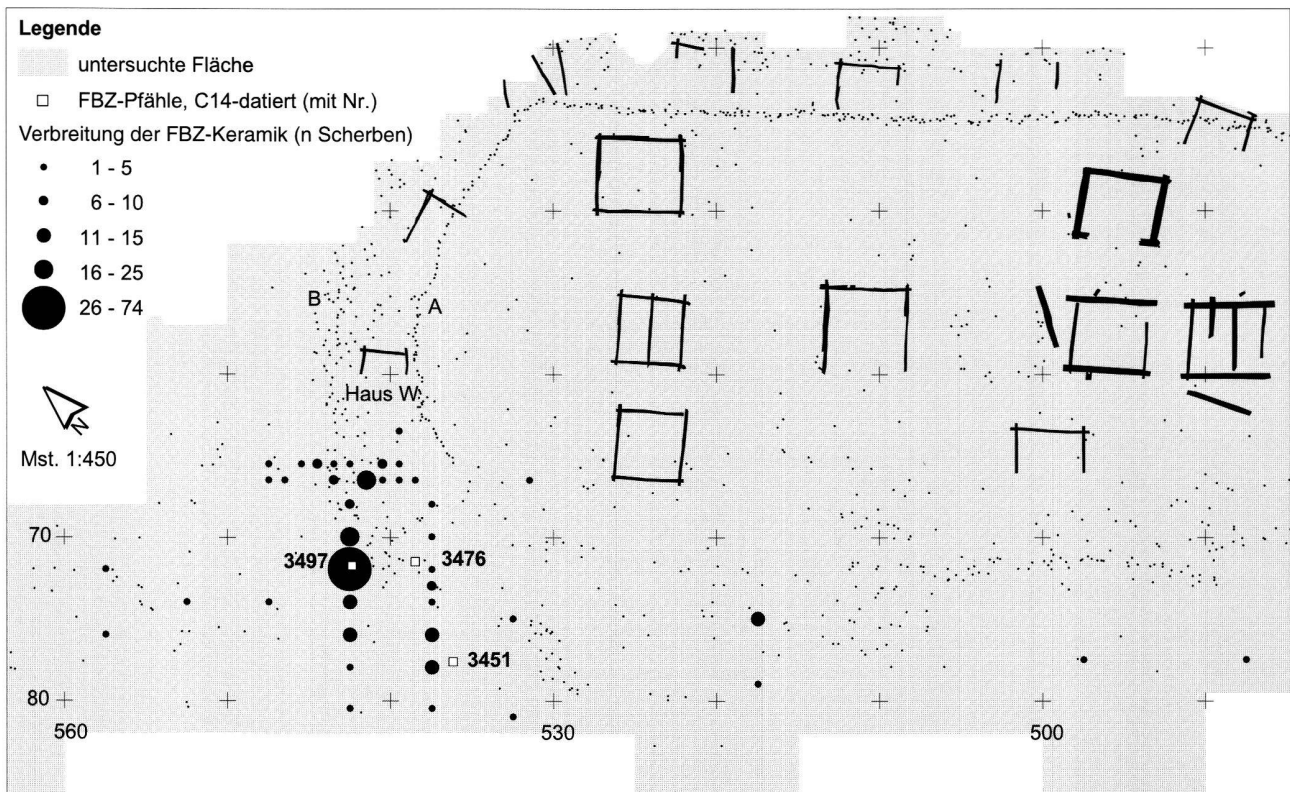 Legende
untersuchte Fläche
FBZ-Pfähle, C14-datiert (mit Nr.)
Verbreitung der FBZ-Keramik (n Scherben)
1 - 5
6 - 10
11 - 15
16 - 25
26 - 74
B
A
Haus W
N
Mst. 1:450
70
3497
3476
3451
80
560
530
500